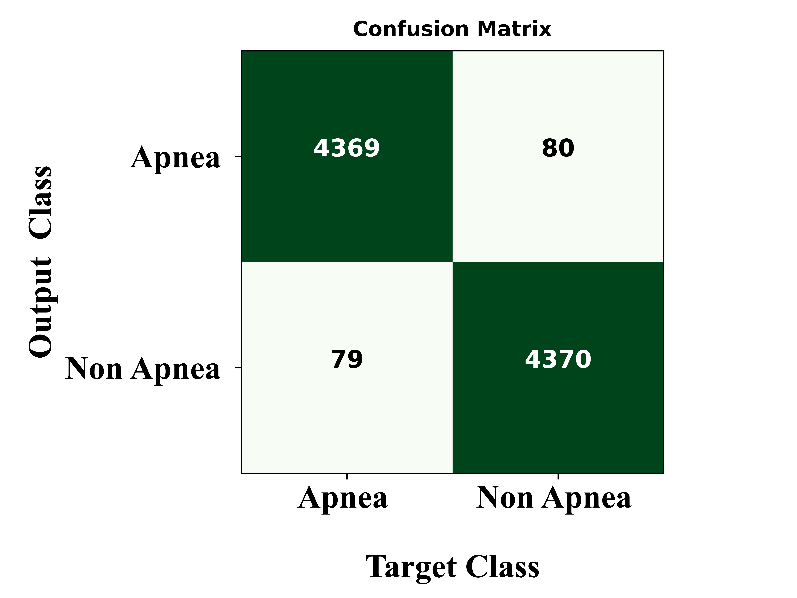 Confusion Matrix
Output Class
Apnea
4369
80
Non Apnea
79
4370
Apnea
Non Apnea
Target Class